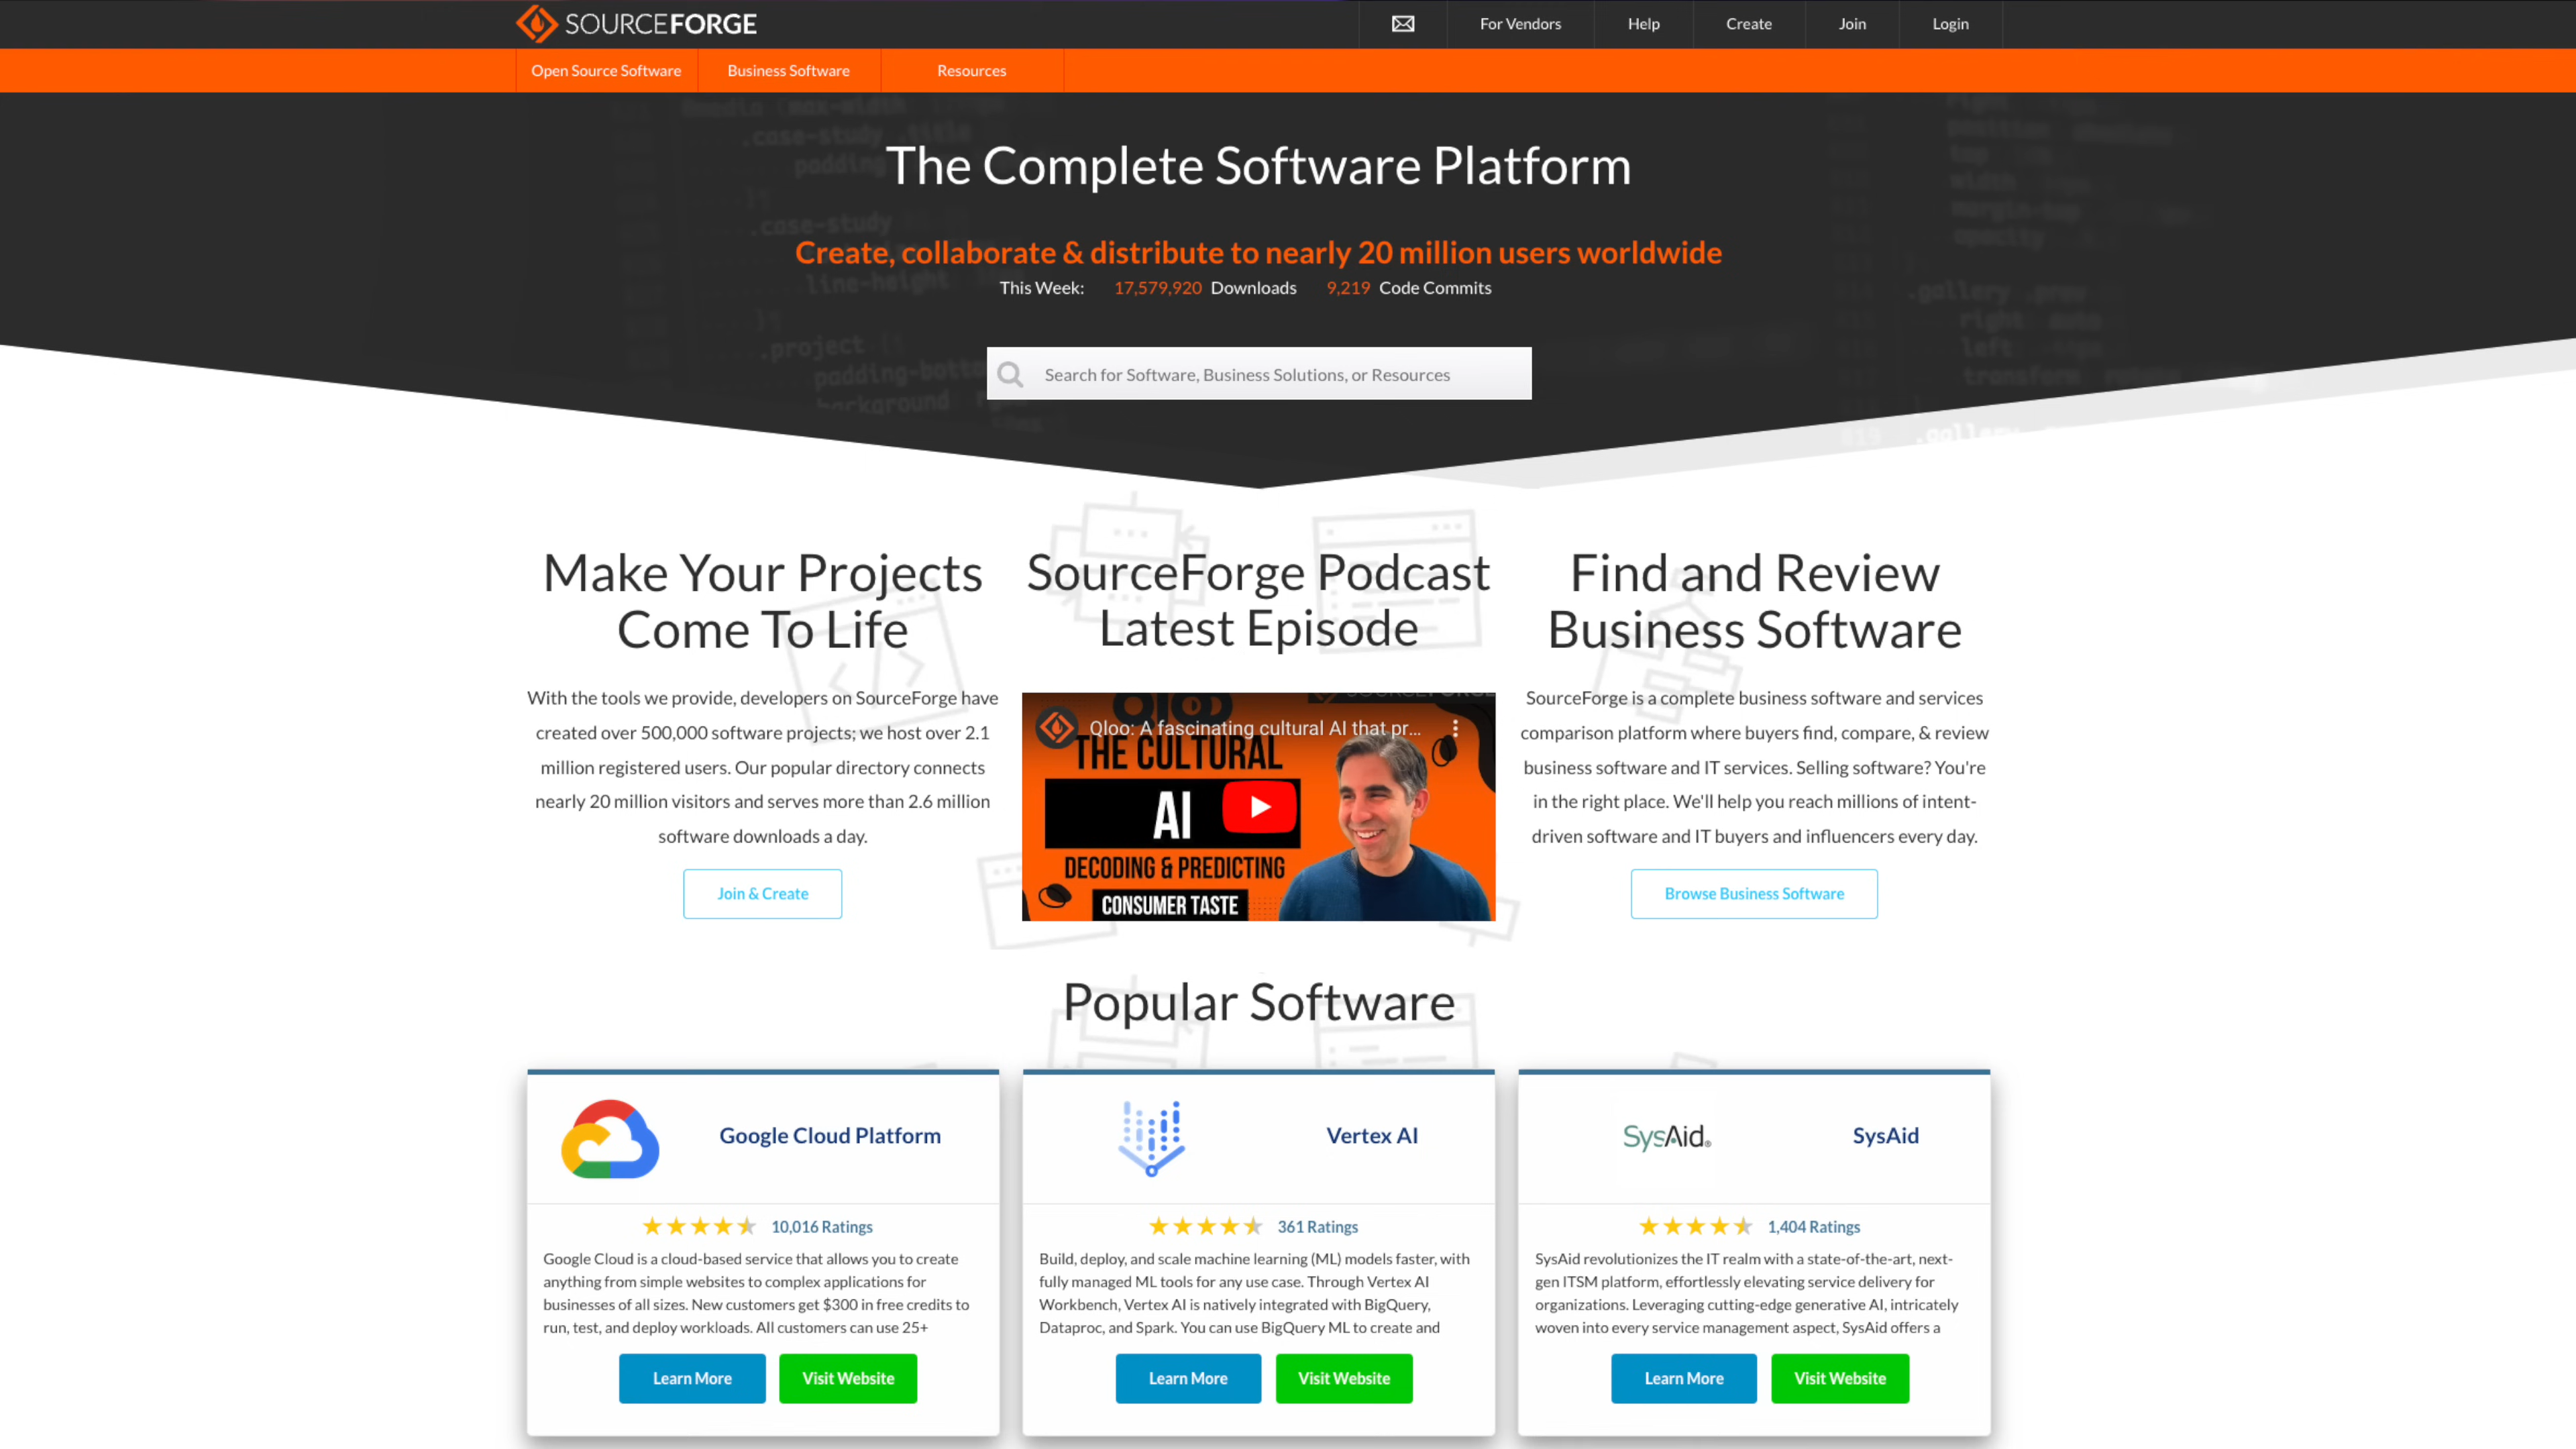 SOURCEFORGE
For Vendors
Help
Create
Join
Login
Open Source Software
Business Software
Resources
The Complete Software Platform
Create, collaborate & distribute to nearly 20 million users worldwide
This Week: 17,579,920 Downloads 9,219 Code Commits
Search for Software, Business Solutions, or Resources
Make Your Projects
Come To Life
With the tools we provide, developers on SourceForge have
created over 500,000 software projects; we host over 2.1
million registered users. Our popular directory connects
nearly 20 million visitors and serves more than 2.6 million
software downloads a day.
Join & Create
SourceForge Podcast
Latest Episode
Qloo: A fascinating cultural AI that pr...
THE CULTURAL
AI
DECODING & PREDICTING
CONSUMER TASTE
Find and Review
Business Software
SourceForge is a complete business software and services
comparison platform where buyers find, compare, & review
business software and IT services. Selling software? You're
in the right place. We'll help you reach millions of intent-
driven software and IT buyers and influencers every day.
Browse Business Software
Popular Software
Google Cloud Platform
10,016 Ratings
Google Cloud is a cloud-based service that allows you to create
anything from simple websites to complex applications for
businesses of all sizes. New customers get $300 in free credits to
run, test, and deploy workloads. All customers can use 25+
Learn More
Visit Website
Vertex AI
361 Ratings
Build, deploy, and scale machine learning (ML) models faster, with
fully managed ML tools for any use case. Through Vertex AI
Workbench, Vertex AI is natively integrated with BigQuery,
Dataproc, and Spark. You can use BigQuery ML to create and
Learn More
Visit Website
SysAid®
SysAid
1,404 Ratings
SysAid revolutionizes the IT realm with a state-of-the-art, next-
gen ITSM platform, effortlessly elevating service delivery for
organizations. Leveraging cutting-edge generative AI, intricately
woven into every service management aspect, SysAid offers a
Learn More
Visit Website